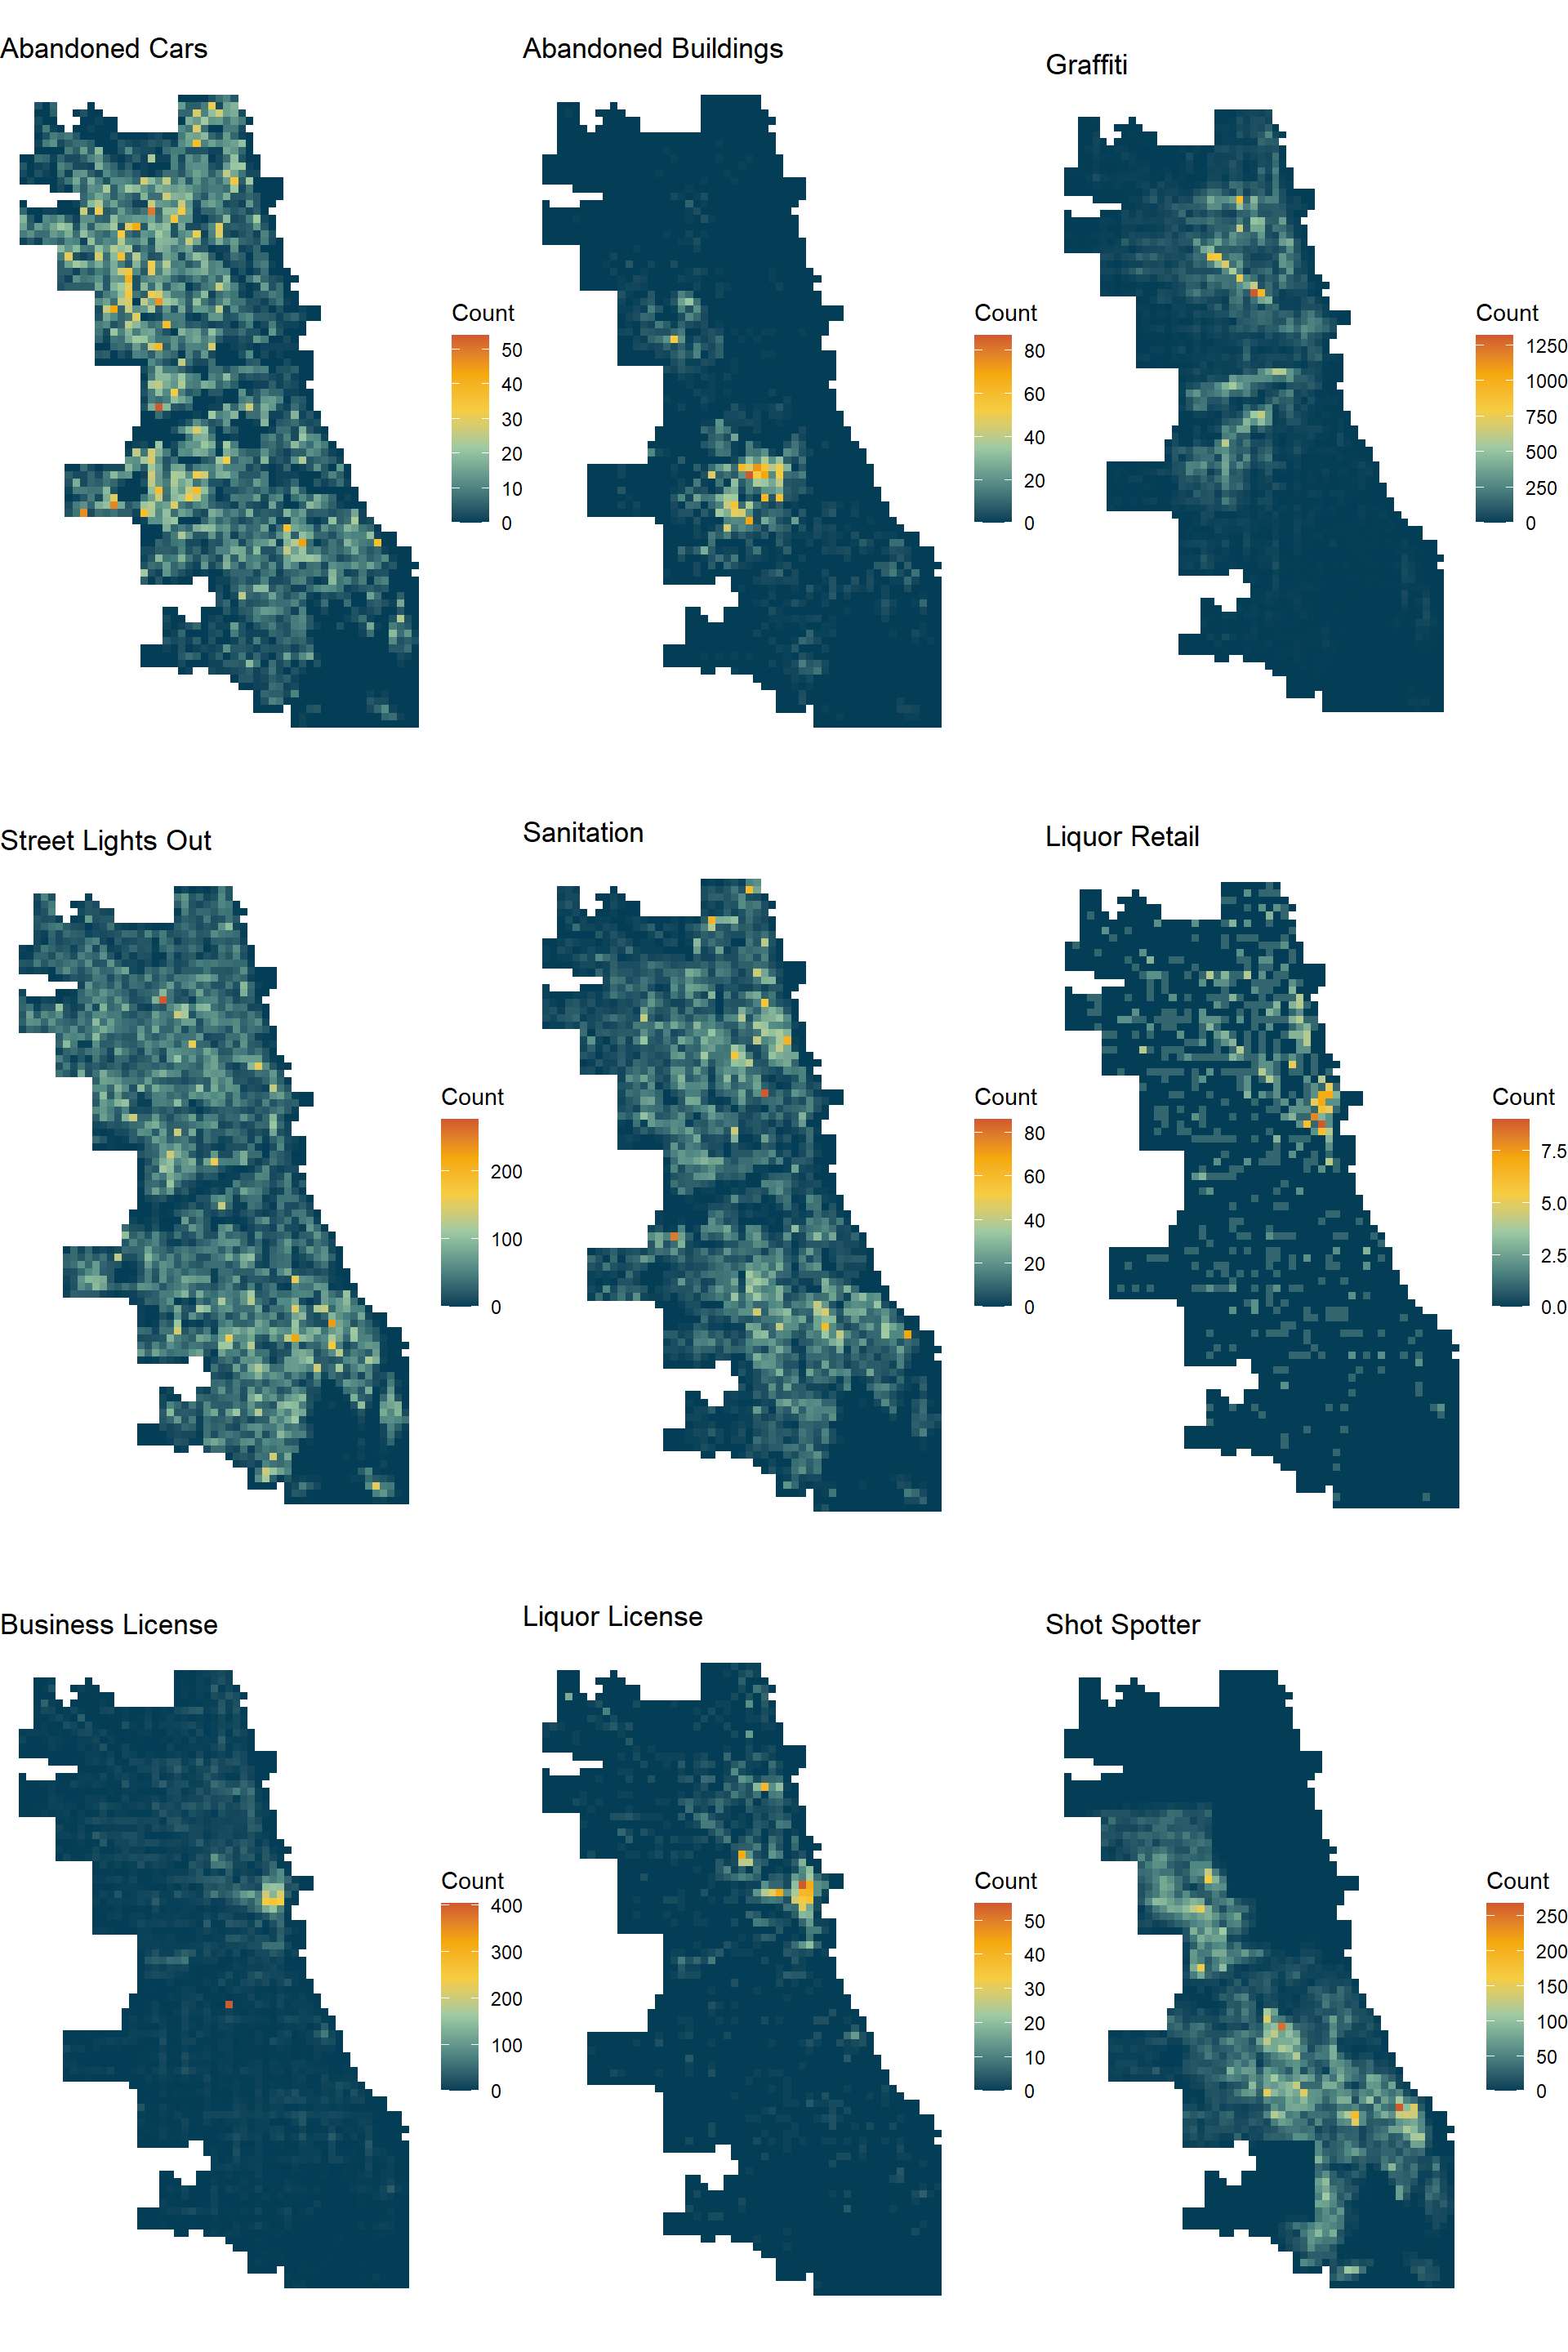 Abandoned Cars
Abandoned Buildings
Graffiti
Count
50
40
30
20
10
0
Count
80
60
40
20
0
Count
1250
1000
750
500
250
0
Street Lights Out
Sanitation
Liquor Retail
Count
200
100
0
Count
80
60
40
20
0
Count
7.5
5.0
2.5
0.0
Business License
Liquor License
Shot Spotter
Count
400
300
200
100
0
Count
50
40
30
20
10
0
Count
250
200
150
100
50
0